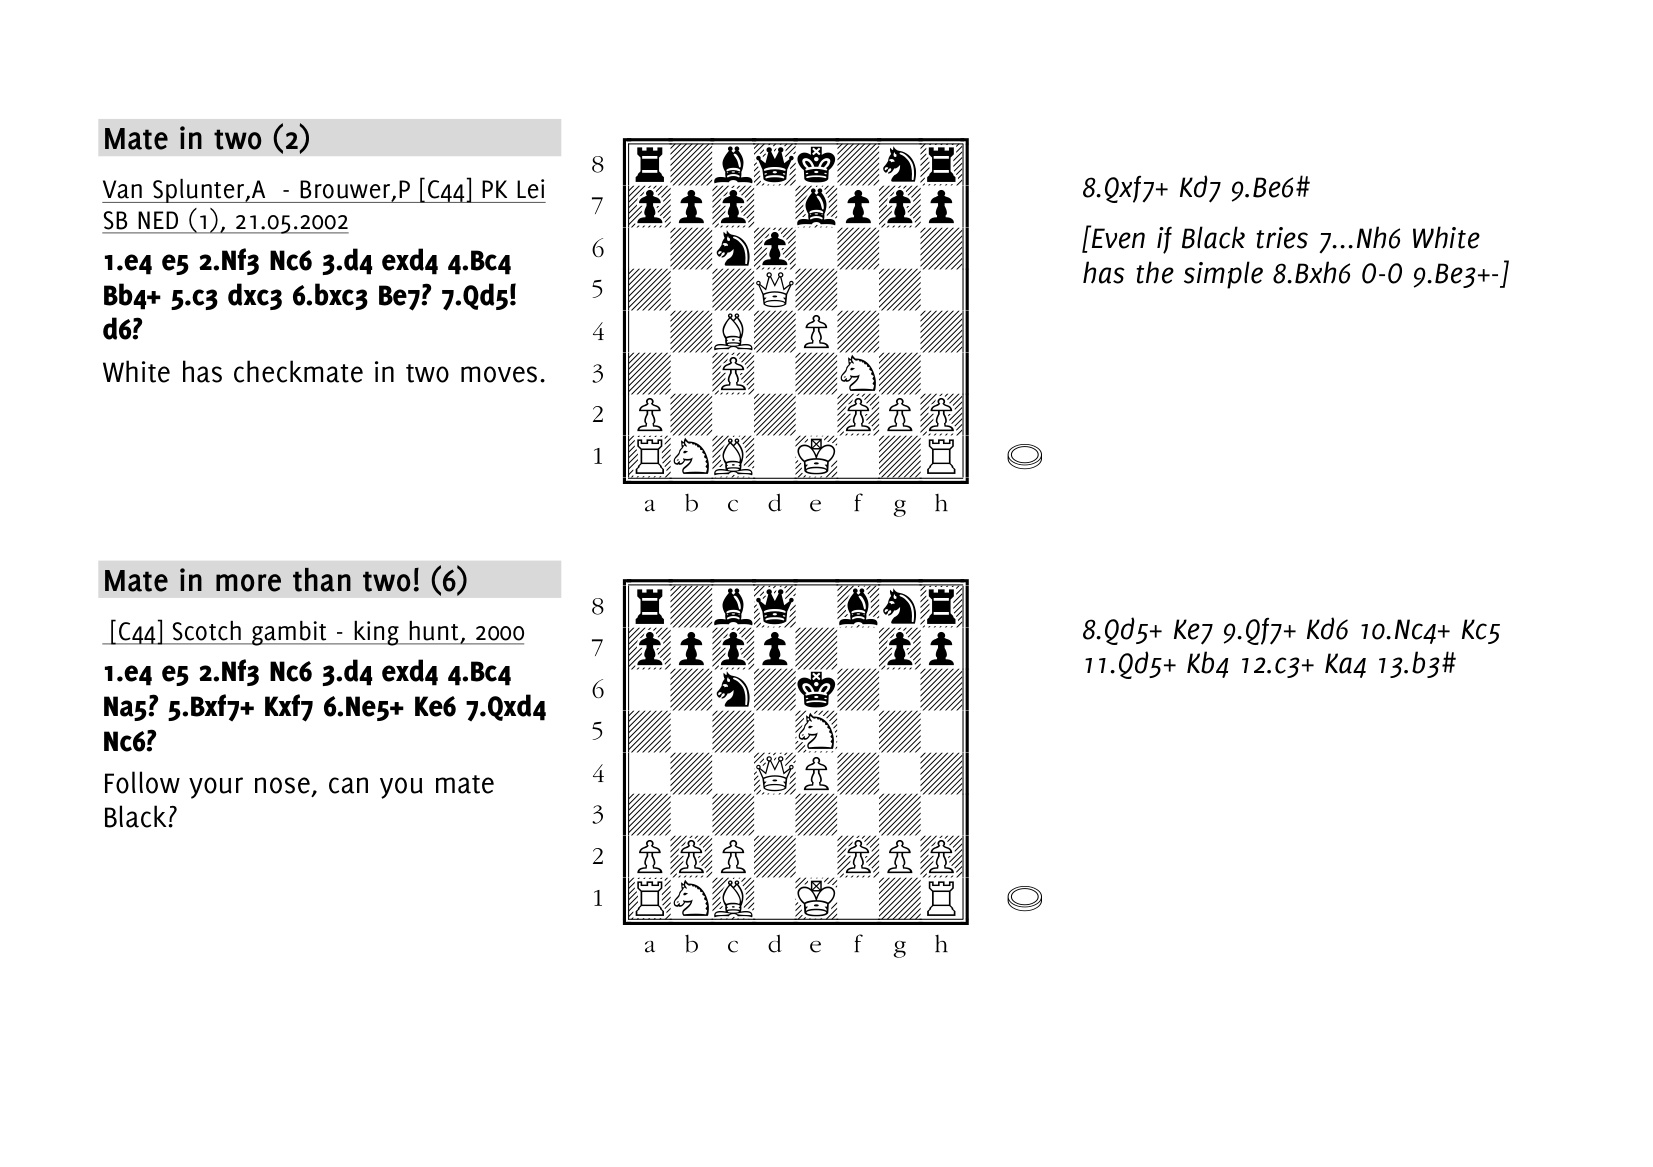 Mate in two (2)
Van Splunter,A - Brouwer,P [C44] PK Lei
SB NED (1), 21.05.2002
1.e4 e5 2.Nf3 Nc6 3.d4 exd4 4.Bc4
Bb4+ 5.c3 dxc3 6.bxc3 Be7? 7.Qd5!
d6?
White has checkmate in two moves.
8
7
6
5
4
3
2
1
a b c d e f g h
8.Qxf7+ Kd7 9.Be6#
[Even if Black tries 7...Nh6 White
has the simple 8.Bxh6 0-0 9.Be3+-]
Mate in more than two! (6)
[C44] Scotch gambit - king hunt, 2000
1.e4 e5 2.Nf3 Nc6 3.d4 exd4 4.Bc4
Na5? 5.Bxf7+ Kxf7 6.Ne5+ Ke6 7.Qxd4
Nc6?
Follow your nose, can you mate
Black?
8
7
6
5
4
3
2
1
a b c d e f g h
8.Qd5+ Ke7 9.Qf7+ Kd6 10.Nc4+ Kc5
11.Qd5+ Kb4 12.c3+ Ka4 13.b3#